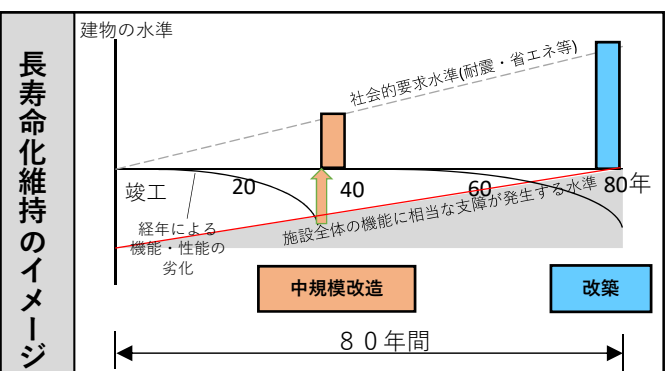 長寿命化維持のイメージ
建物の水準
社会的要求水準(耐震・省エネ等)
竣工
20
40
60
80年
経年による
機能・性能の
劣化
施設全体の機能に相当な支障が発生する水準
中規模改造
改築
８０年間